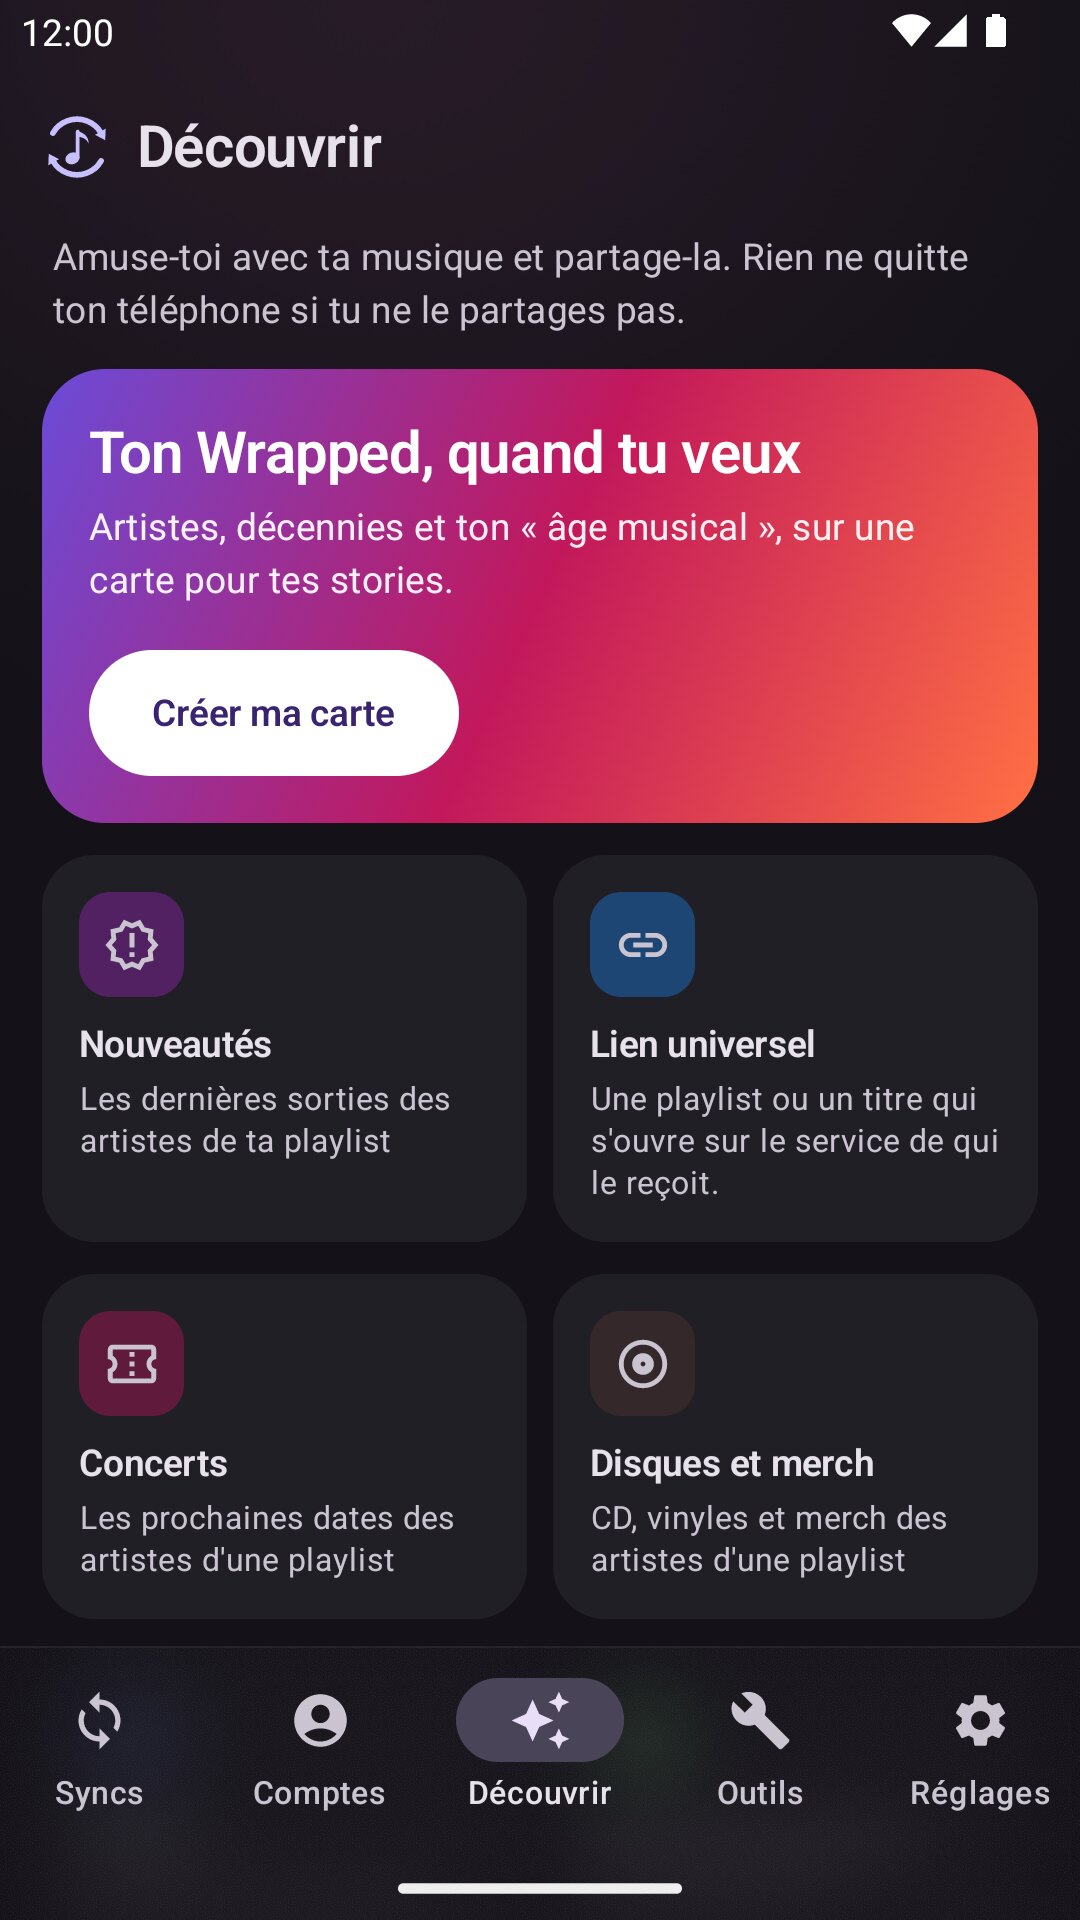 12:00
Découvrir
Amuse-toi avec ta musique et partage-la. Rien ne quitte
ton téléphone si tu ne le partages pas.
Ton Wrapped, quand tu veux
Artistes, décennies et ton « âge musical », sur une
carte pour tes stories.
Créer ma carte
Nouveautés
Les dernières sorties des
artistes de ta playlist
Lien universel
Une playlist ou un titre qui
s'ouvre sur le service de qui
le reçoit.
Concerts
Les prochaines dates des
artistes d'une playlist
Disques et merch
CD, vinyles et merch des
artistes d'une playlist
Syncs
Comptes
Découvrir
Outils
Réglages